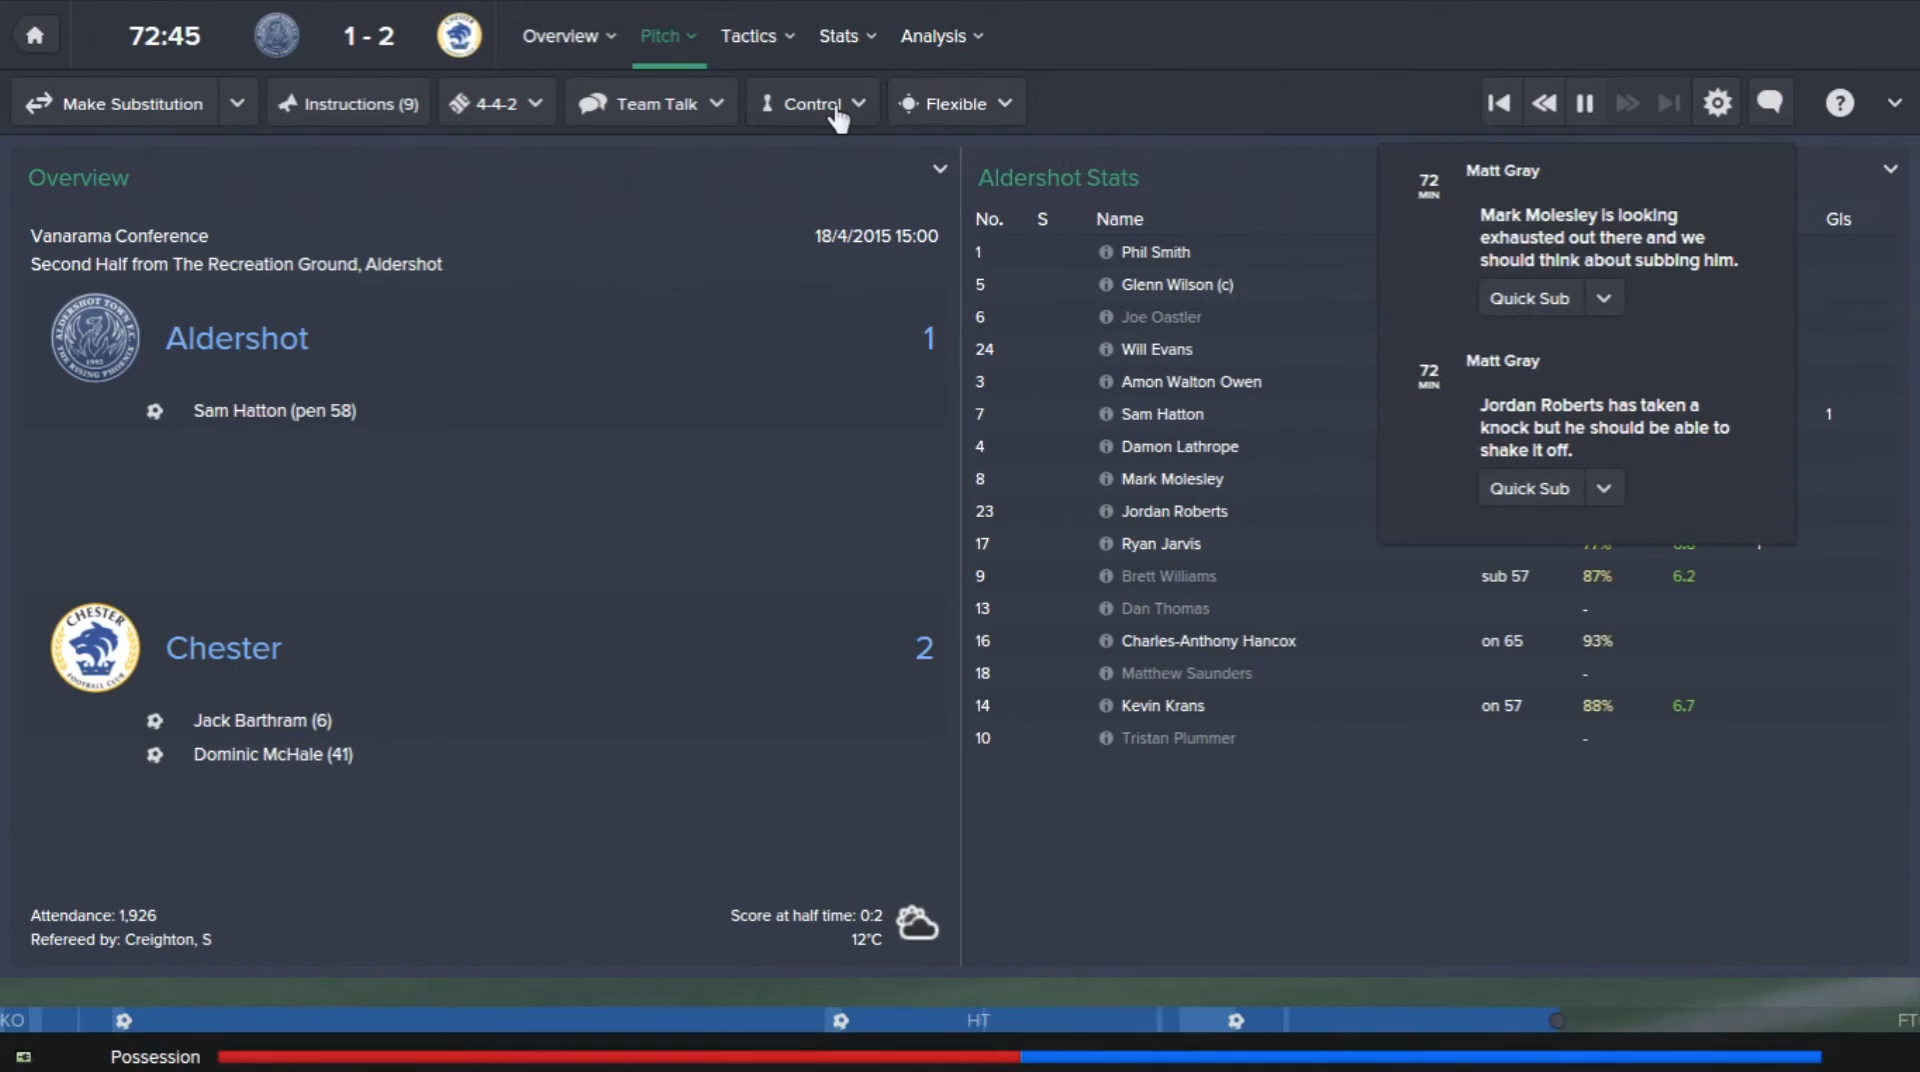 72:45 1 - 2 Overview Pitch Tactics Stats Analysis
Make Substitution Instructions (9) 4-4-2 Team Talk Control Flexible ?
Overview
Vanarama Conference 18/4/2015 15:00
Second Half from The Recreation Ground, Aldershot
ALDERSHOT TOWN F.C
1992
THE RISING PHOENIX
Aldershot 1
Sam Hatton (pen 58)
CHESTER
FOOTBALL CLUB
Chester 2
Jack Barthram (6)
Dominic McHale (41)
Attendance: 1,926 Score at half time: 0:2
Refereed by: Creighton, S 12°C
Aldershot Stats
No. S Name Gls
1 Phil Smith
5 Glenn Wilson (c)
6 Joe Oastler
24 Will Evans
3 Amon Walton Owen
7 Sam Hatton 1
4 Damon Lathrope
8 Mark Molesley
23 Jordan Roberts
17 Ryan Jarvis
9 Brett Williams sub 57 87% 6.2
13 Dan Thomas -
16 Charles-Anthony Hancox on 65 93%
18 Matthew Saunders -
14 Kevin Krans on 57 88% 6.7
10 Tristan Plummer -
72 MIN Matt Gray
Mark Molesley is looking
exhausted out there and we
should think about subbing him.
Quick Sub
72 MIN Matt Gray
Jordan Roberts has taken a
knock but he should be able to
shake it off.
Quick Sub
KO HT FT
Possession